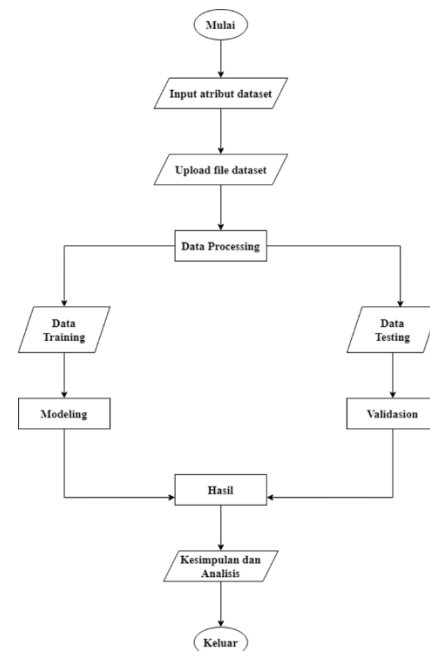 Mulai
Input atribut dataset
Upload file dataset
Data Processing
Data
Training
Data
Testing
Modeling
Validasion
Hasil
Kesimpulan dan
Analisis
Keluar